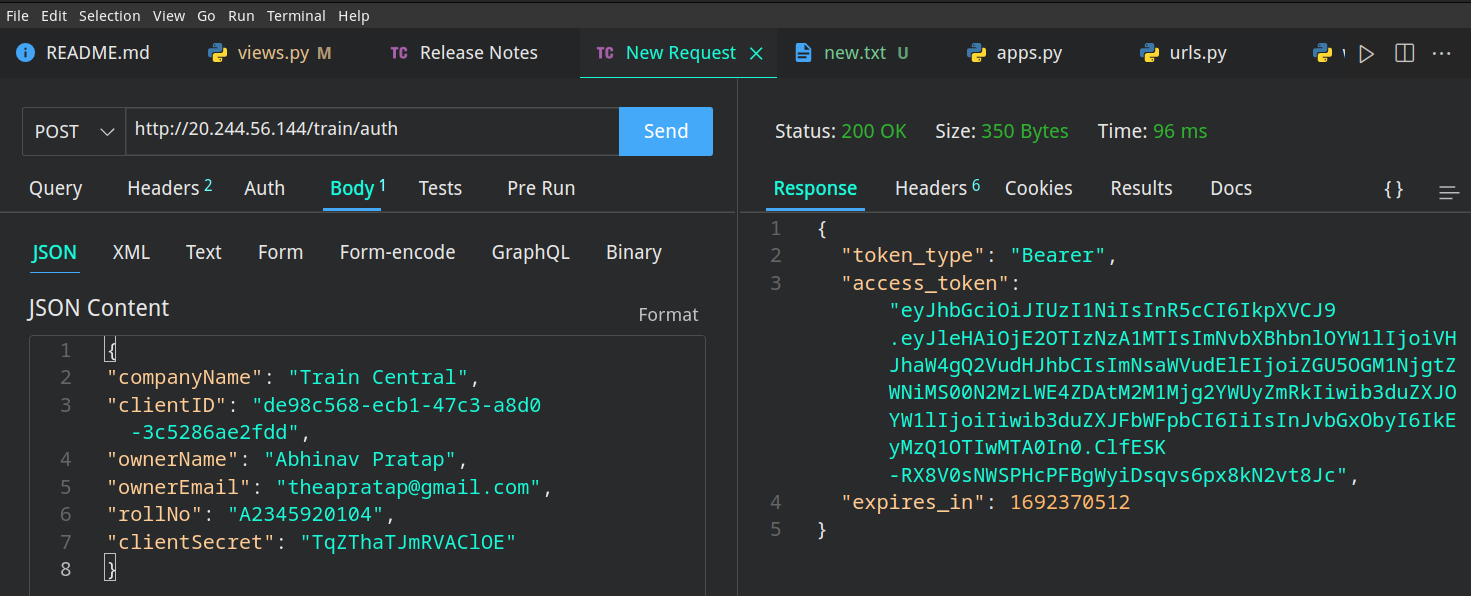 File Edit Selection View Go Run Terminal Help
README.md views.py M TC Release Notes TC New Request new.txt U apps.py urls.py
POST http://20.244.56.144/train/auth Send
Status: 200 OK Size: 350 Bytes Time: 96 ms
Query Headers 2 Auth Body 1 Tests Pre Run
Response Headers 6 Cookies Results Docs {}
JSON XML Text Form Form-encode GraphQL Binary
JSON Content
Format
1 {
2 "companyName": "Train Central",
3 "clientID": "de98c568-ecb1-47c3-a8d0
-3c5286ae2fdd",
4 "ownerName": "Abhinav Pratap",
5 "ownerEmail": "theapratap@gmail.com",
6 "rollNo": "A2345920104",
7 "clientSecret": "TqZThaTJmRVAClOE"
8 }
1 {
2 "token_type": "Bearer",
3 "access_token":
"eyJhbGciOiJIUzI1NiIsInR5cCI6IkpXVCJ9
.eyJleHAiOjE2OTIzNzA1MTIsImNvbXBhbnlOYW1lIjoiVH
JhaW4gQ2VudHJhbCIsImNsaWVudElEIjoiZGU5OGM1NjgtZ
WNiMS00N2MzLWE4ZDAtM2M1Mjg2YWUyZmRkIiwib3duZXJO
YW1lIjoiIiwib3duZXJFbWFpbCI6IiIsInJvbGxObyI6IkE
yMzQ1OTIwMTA0In0.ClfESK
-RX8V0sNWSPHcPFBgWyiDsqvs6px8kN2vt8Jc",
4 "expires_in": 1692370512
5 }